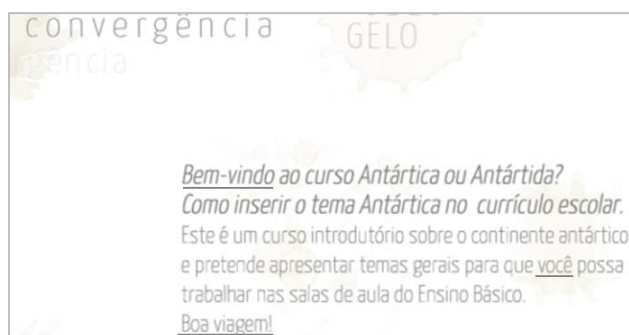 convergência
GELO
rgência
Bem-vindo ao curso Antártica ou Antártida?
Como inserir o tema Antártica no currículo escolar.
Este é um curso introdutório sobre o continente antártico
e pretende apresentar temas gerais para que você possa
trabalhar nas salas de aula do Ensino Básico.
Boa viagem!